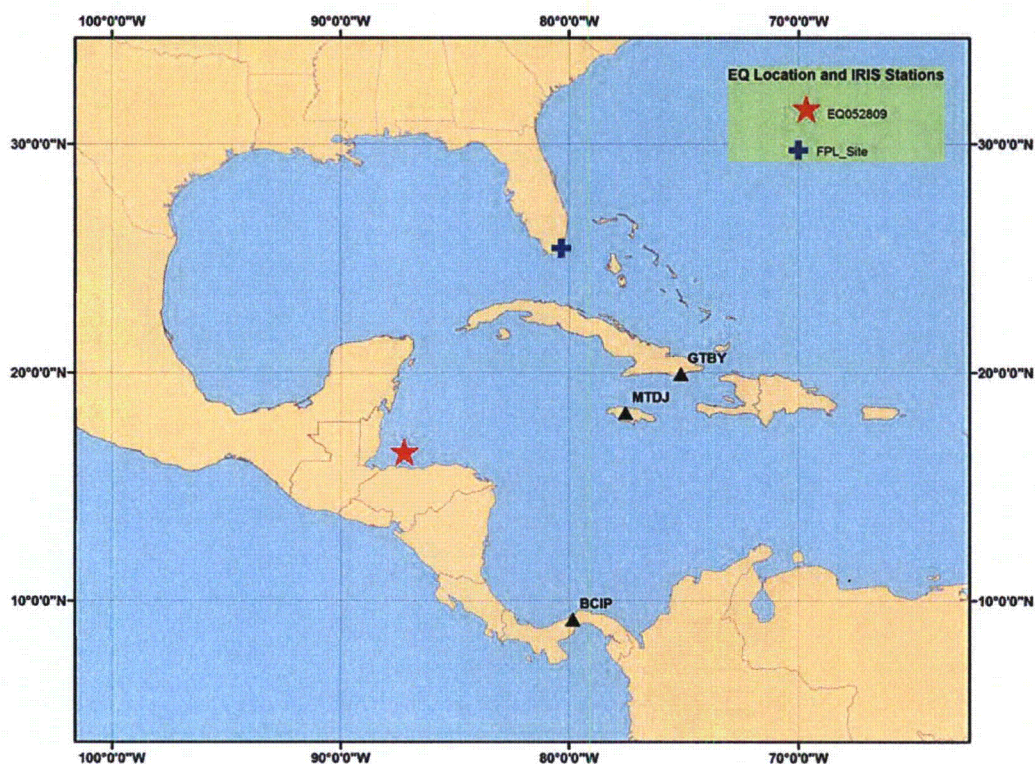 100°0'0"W 90°0'0"W 80°0'0"W 70°0'0"W
EQ Location and IRIS Stations
EQ052809
FPL_Site
30°0'0"N 30°0'0"N
GTBY
20°0'0"N 20°0'0"N
MTDJ
10°0'0"N 10°0'0"N
BCIP
100°0'0"W 90°0'0"W 80°0'0"W 70°0'0"W